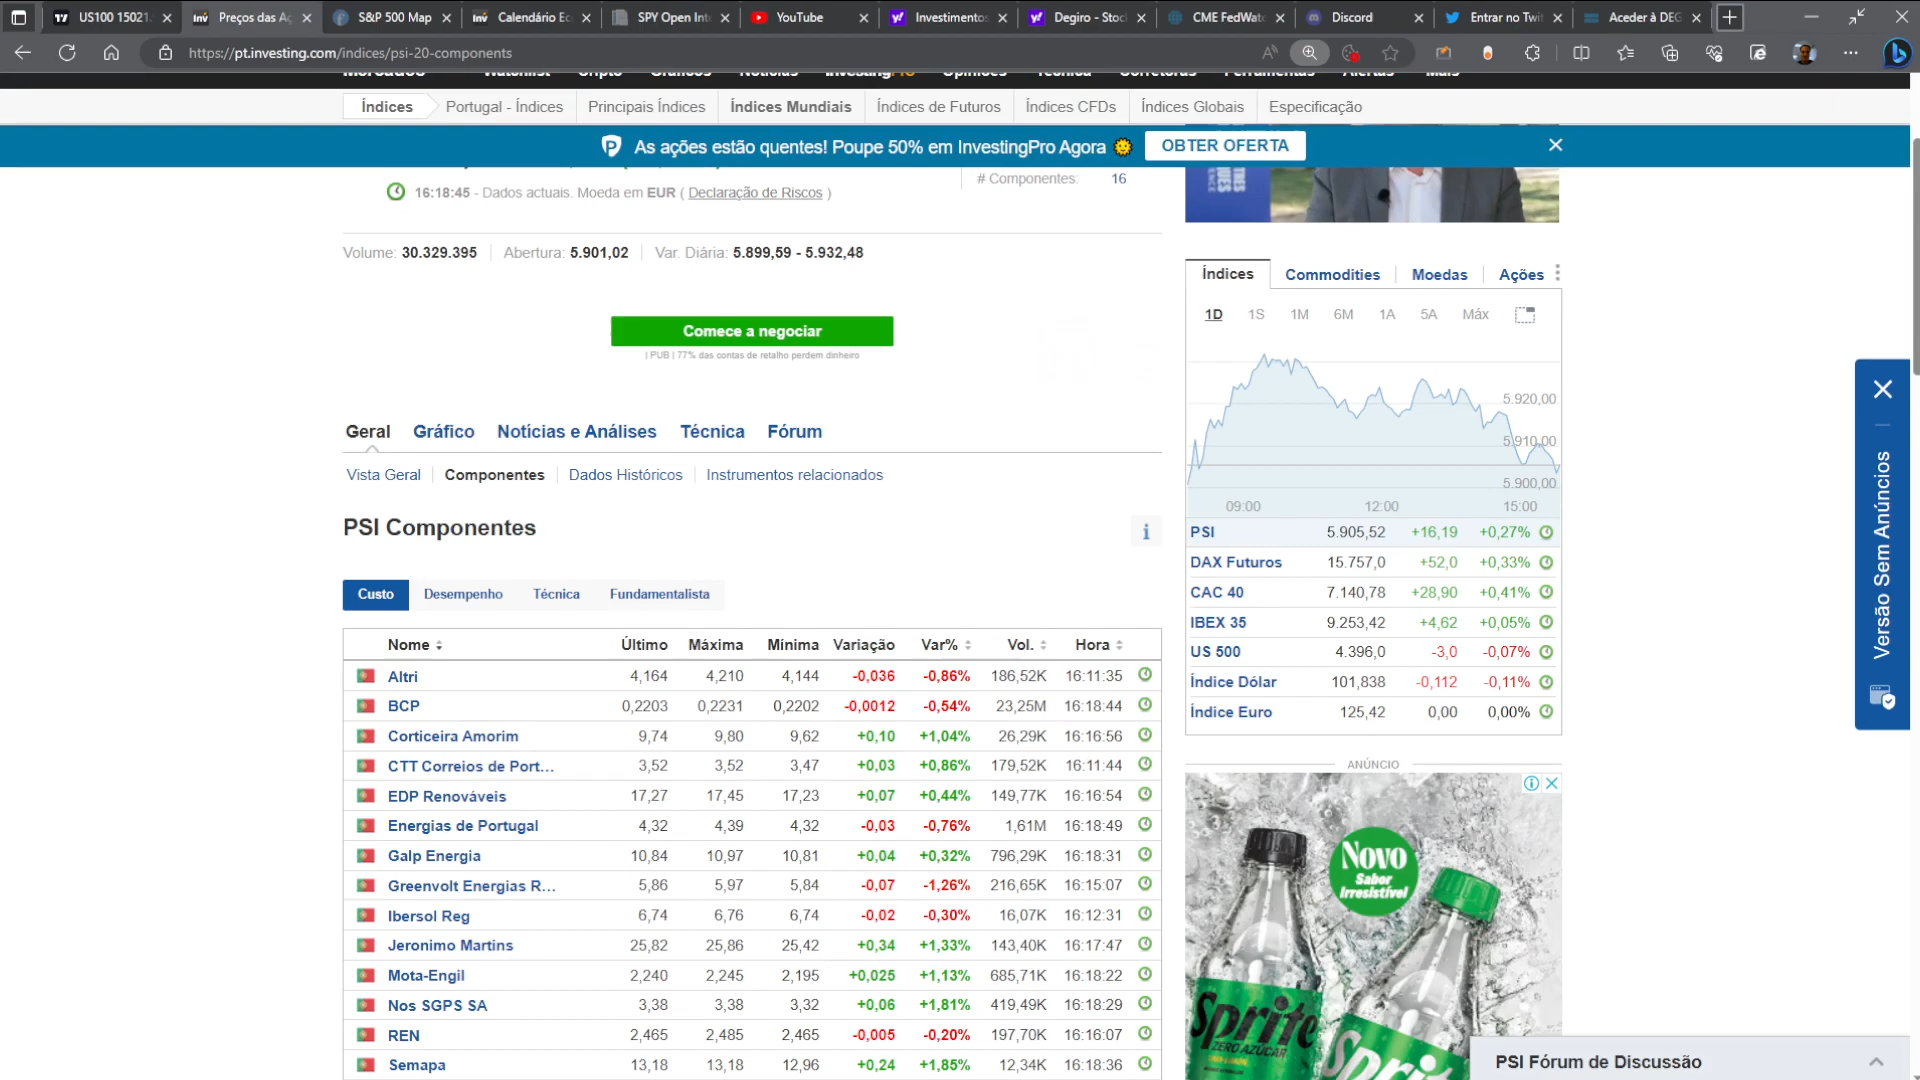 US100 15021.
Preços das Aç
S&P 500 Map
Calendário Ec
SPY Open Int
YouTube
Investimentos
Degiro - Stoc
CME FedWatc
Discord
Entrar no Twit
Aceder à DEG
https://pt.investing.com/indices/psi-20-components
Mercados Watchlist Cripto Gráficos Notícias InvestingPro Opiniões Técnica Corretoras Ferramentas Alertas Mais
Índices Portugal - Índices Principais Índices Índices Mundiais Índices de Futuros Índices CFDs Índices Globais Especificação
As ações estão quentes! Poupe 50% em InvestingPro Agora OBTER OFERTA
16:18:45 - Dados actuais. Moeda em EUR ( Declaração de Riscos )
# Componentes: 16
Volume: 30.329.395 Abertura: 5.901,02 Var. Diária: 5.899,59 - 5.932,48
Comece a negociar
| PUB | 77% das contas de retalho perdem dinheiro
Geral Gráfico Notícias e Análises Técnica Fórum
Vista Geral Componentes Dados Históricos Instrumentos relacionados
PSI Componentes
Custo Desempenho Técnica Fundamentalista
Nome Último Máxima Mínima Variação Var% Vol. Hora
Altri 4,164 4,210 4,144 -0,036 -0,86% 186,52K 16:11:35
BCP 0,2203 0,2231 0,2202 -0,0012 -0,54% 23,25M 16:18:44
Corticeira Amorim 9,74 9,80 9,62 +0,10 +1,04% 26,29K 16:16:56
CTT Correios de Port... 3,52 3,52 3,47 +0,03 +0,86% 179,52K 16:11:44
EDP Renováveis 17,27 17,45 17,23 +0,07 +0,44% 149,77K 16:16:54
Energias de Portugal 4,32 4,39 4,32 -0,03 -0,76% 1,61M 16:18:49
Galp Energia 10,84 10,97 10,81 +0,04 +0,32% 796,29K 16:18:31
Greenvolt Energias R... 5,86 5,97 5,84 -0,07 -1,26% 216,65K 16:15:07
Ibersol Reg 6,74 6,76 6,74 -0,02 -0,30% 16,07K 16:12:31
Jeronimo Martins 25,82 25,86 25,42 +0,34 +1,33% 143,40K 16:17:47
Mota-Engil 2,240 2,245 2,195 +0,025 +1,13% 685,71K 16:18:22
Nos SGPS SA 3,38 3,38 3,32 +0,06 +1,81% 419,49K 16:18:29
REN 2,465 2,485 2,465 -0,005 -0,20% 197,70K 16:16:07
Semapa 13,18 13,18 12,96 +0,24 +1,85% 12,34K 16:18:36
Índices Commodities Moedas Ações
1D 1S 1M 6M 1A 5A Máx
5.920,00
5.910,00
5.900,00
09:00 12:00 15:00
PSI 5.905,52 +16,19 +0,27%
DAX Futuros 15.757,0 +52,0 +0,33%
CAC 40 7.140,78 +28,90 +0,41%
IBEX 35 9.253,42 +4,62 +0,05%
US 500 4.396,0 -3,0 -0,07%
Índice Dólar 101,838 -0,112 -0,11%
Índice Euro 125,42 0,00 0,00%
ANÚNCIO
Novo
Sabor
Irresistível
Sprite
ZERO AZÚCAR
Sprite
PSI Fórum de Discussão
Versão Sem Anúncios